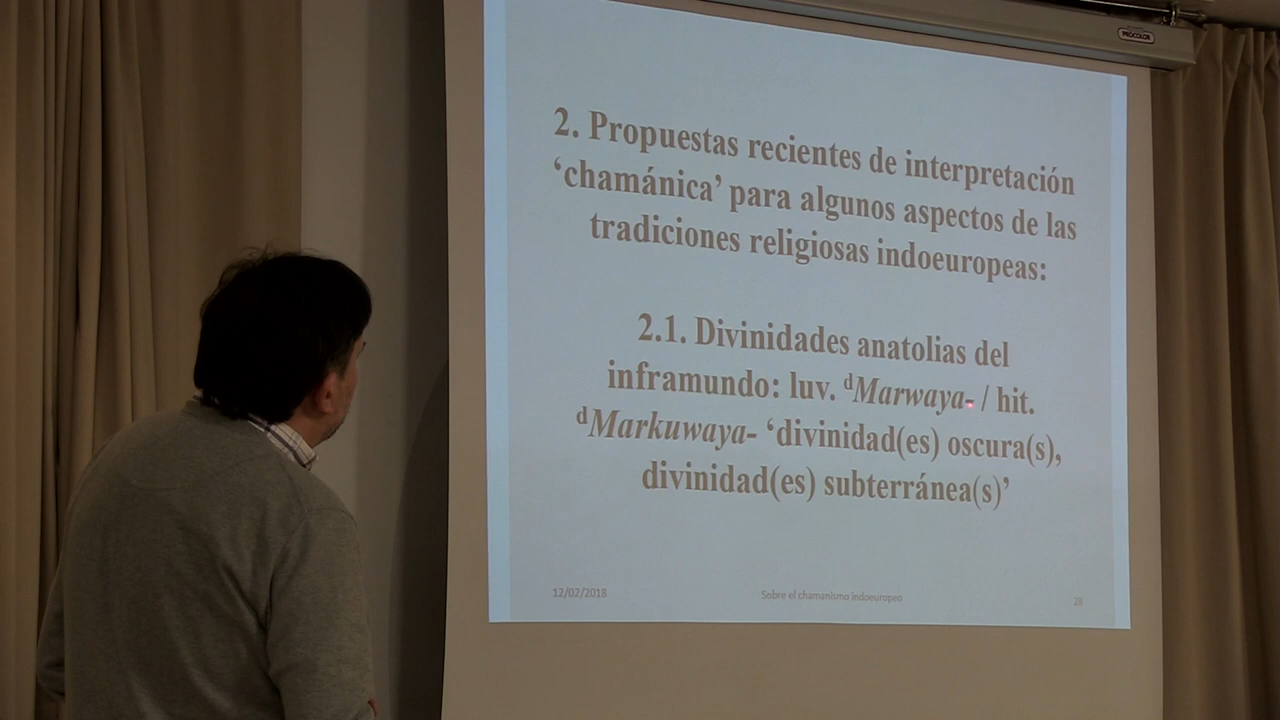 PROCOLOR
2. Propuestas recientes de interpretación
‘chamánica’ para algunos aspectos de las
tradiciones religiosas indoeuropeas:
2.1. Divinidades anatolias del
inframundo: luv. ᵈMarwaya- / hit.
ᵈMarkuwaya- ‘divinidad(es) oscura(s),
divinidad(es) subterránea(s)’
12/02/2018
Sobre el chamanismo indoeuropeo
28